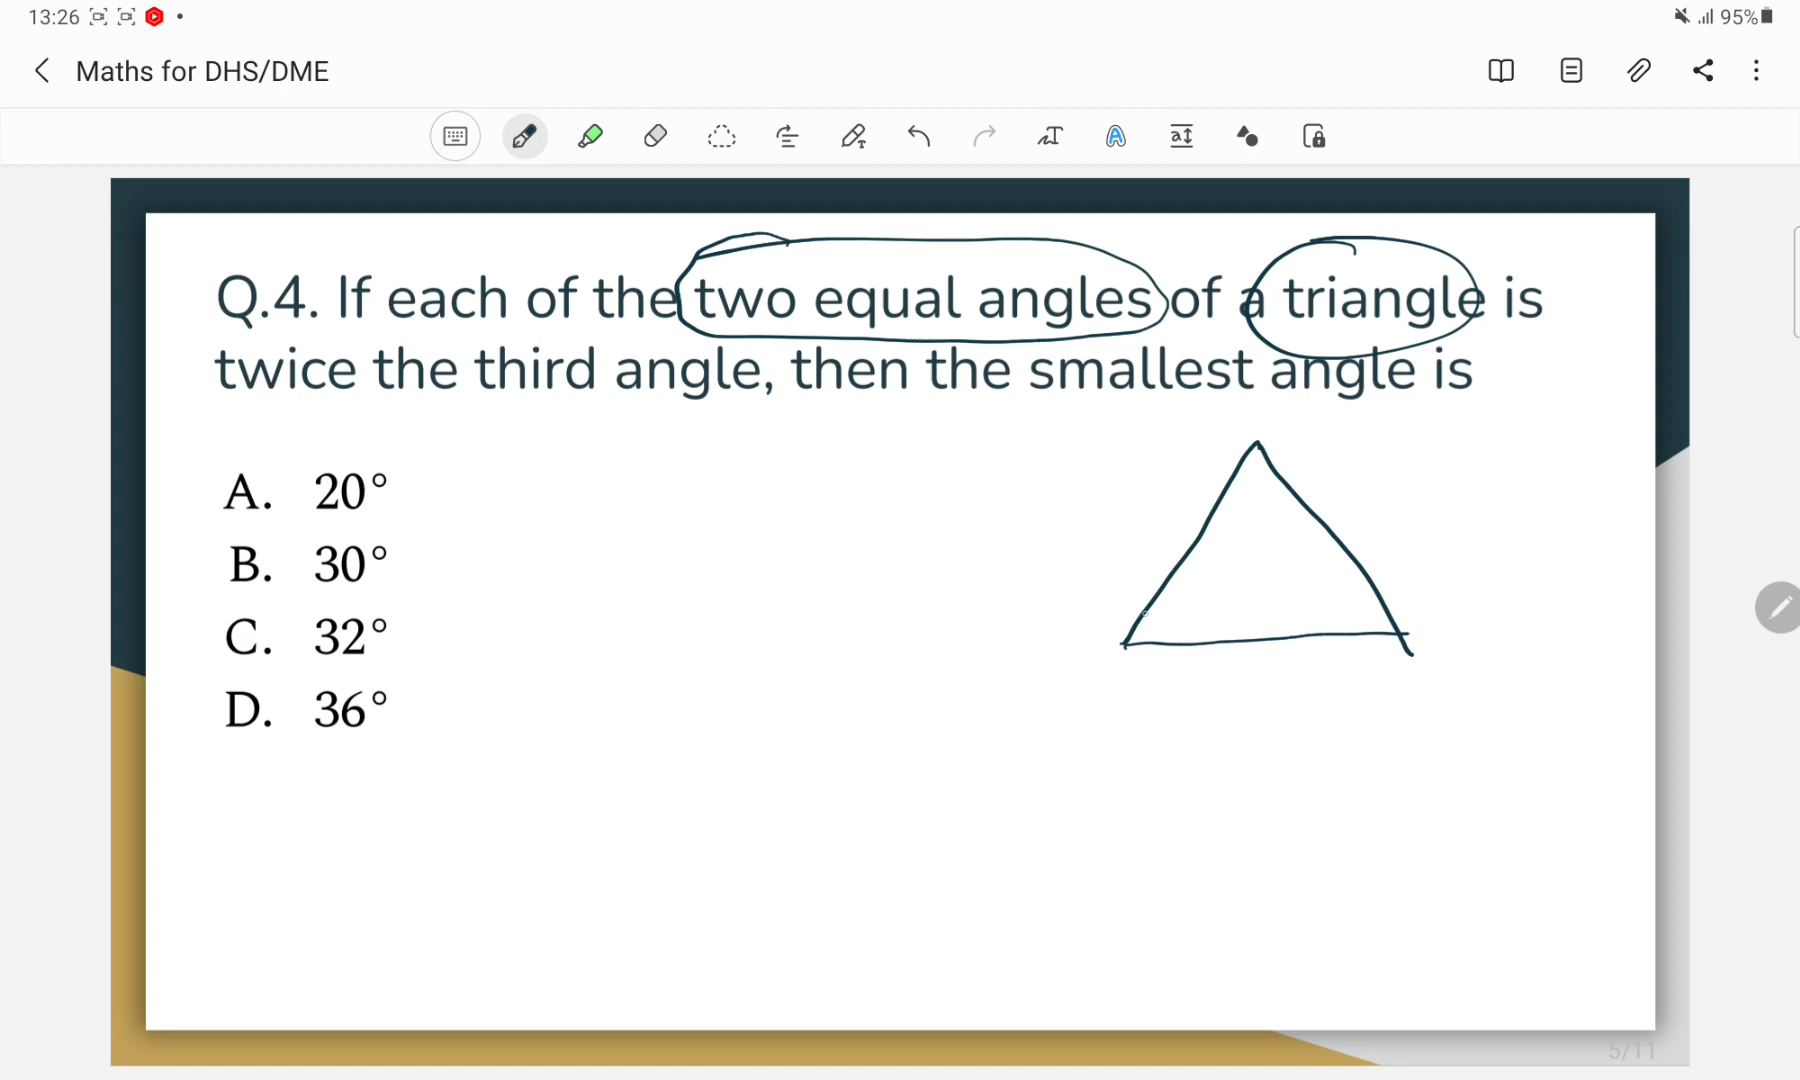 13:26
95%
Maths for DHS/DME
Q.4. If each of the two equal angles of a triangle is
twice the third angle, then the smallest angle is
A. 20°
B. 30°
C. 32°
D. 36°
5/11